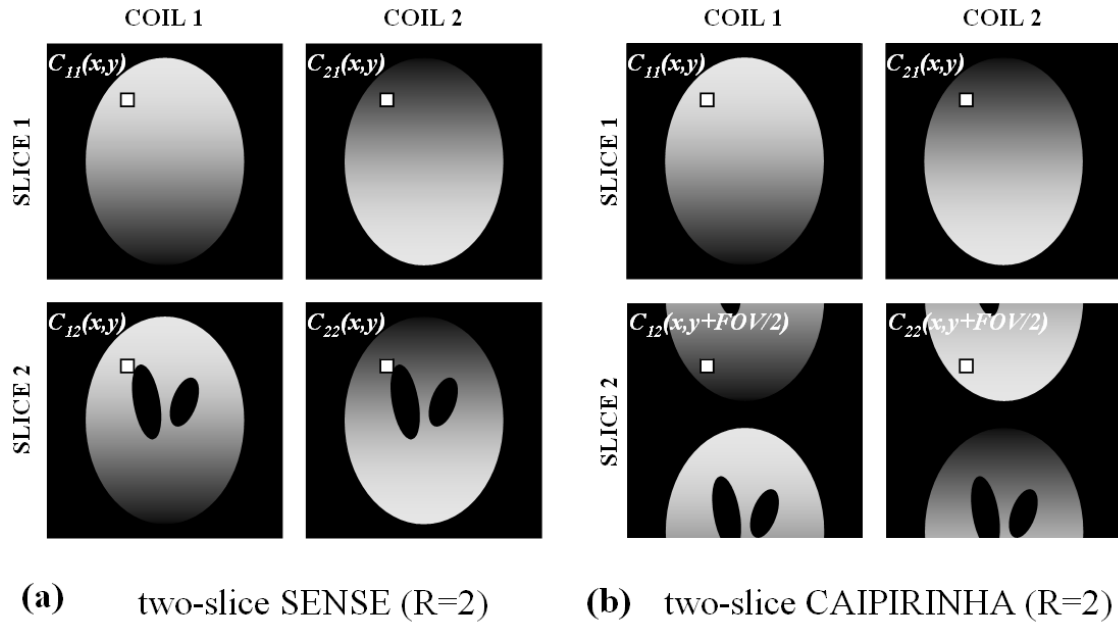 COIL 1
COIL 2
COIL 1
COIL 2
SLICE 1
C11(x,y)
C21(x,y)
SLICE 1
C11(x,y)
C21(x,y)
SLICE 2
C12(x,y)
C22(x,y)
SLICE 2
C12(x,y+FOV/2)
C22(x,y+FOV/2)
(a) two-slice SENSE (R=2)
(b) two-slice CAIPIRINHA (R=2)